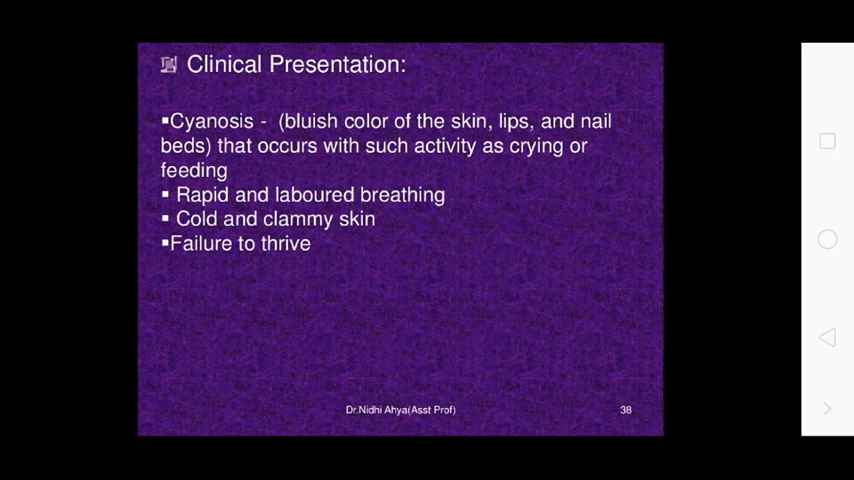 Clinical Presentation:
▪Cyanosis - (bluish color of the skin, lips, and nail
beds) that occurs with such activity as crying or
feeding
▪ Rapid and laboured breathing
▪ Cold and clammy skin
▪Failure to thrive
Dr.Nidhi Ahya(Asst Prof)
38